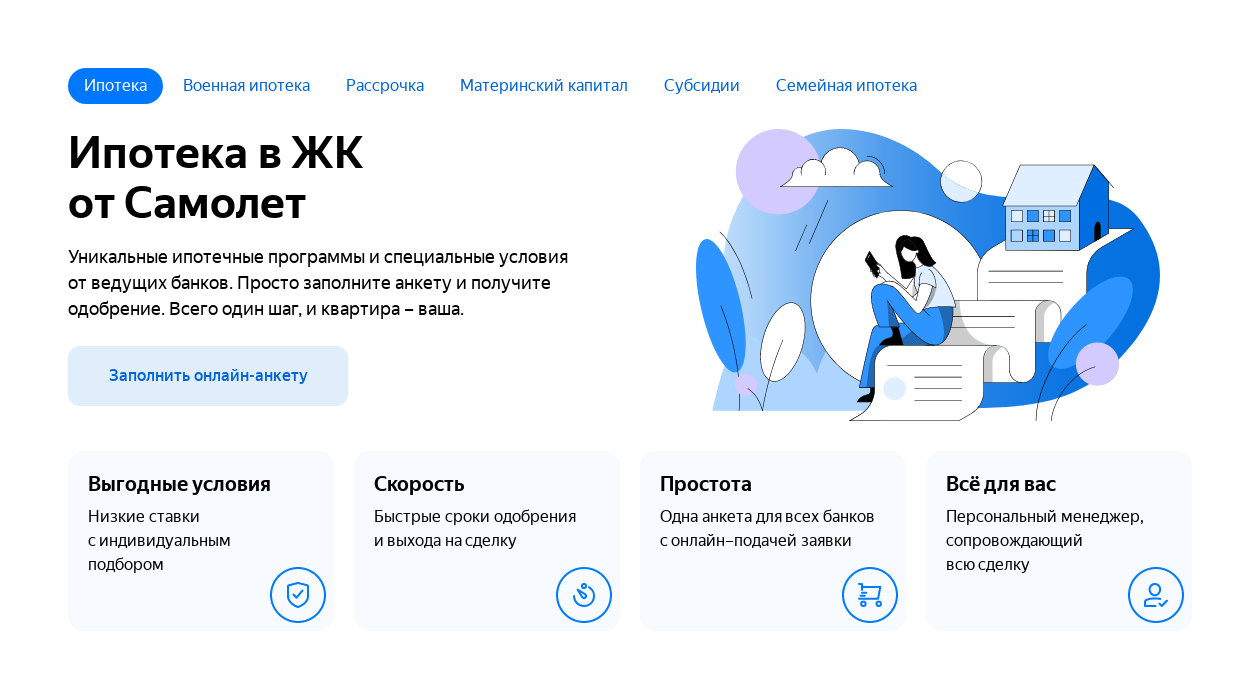 Ипотека
Военная ипотека
Рассрочка
Материнский капитал
Субсидии
Семейная ипотека
Ипотека в ЖК
от Самолет
Уникальные ипотечные программы и специальные условия
от ведущих банков. Просто заполните анкету и получите
одобрение. Всего один шаг, и квартира – ваша.
Заполнить онлайн-анкету
Выгодные условия
Низкие ставки
с индивидуальным
подбором
Скорость
Быстрые сроки одобрения
и выхода на сделку
Простота
Одна анкета для всех банков
с онлайн–подачей заявки
Всё для вас
Персональный менеджер,
сопровождающий
всю сделку